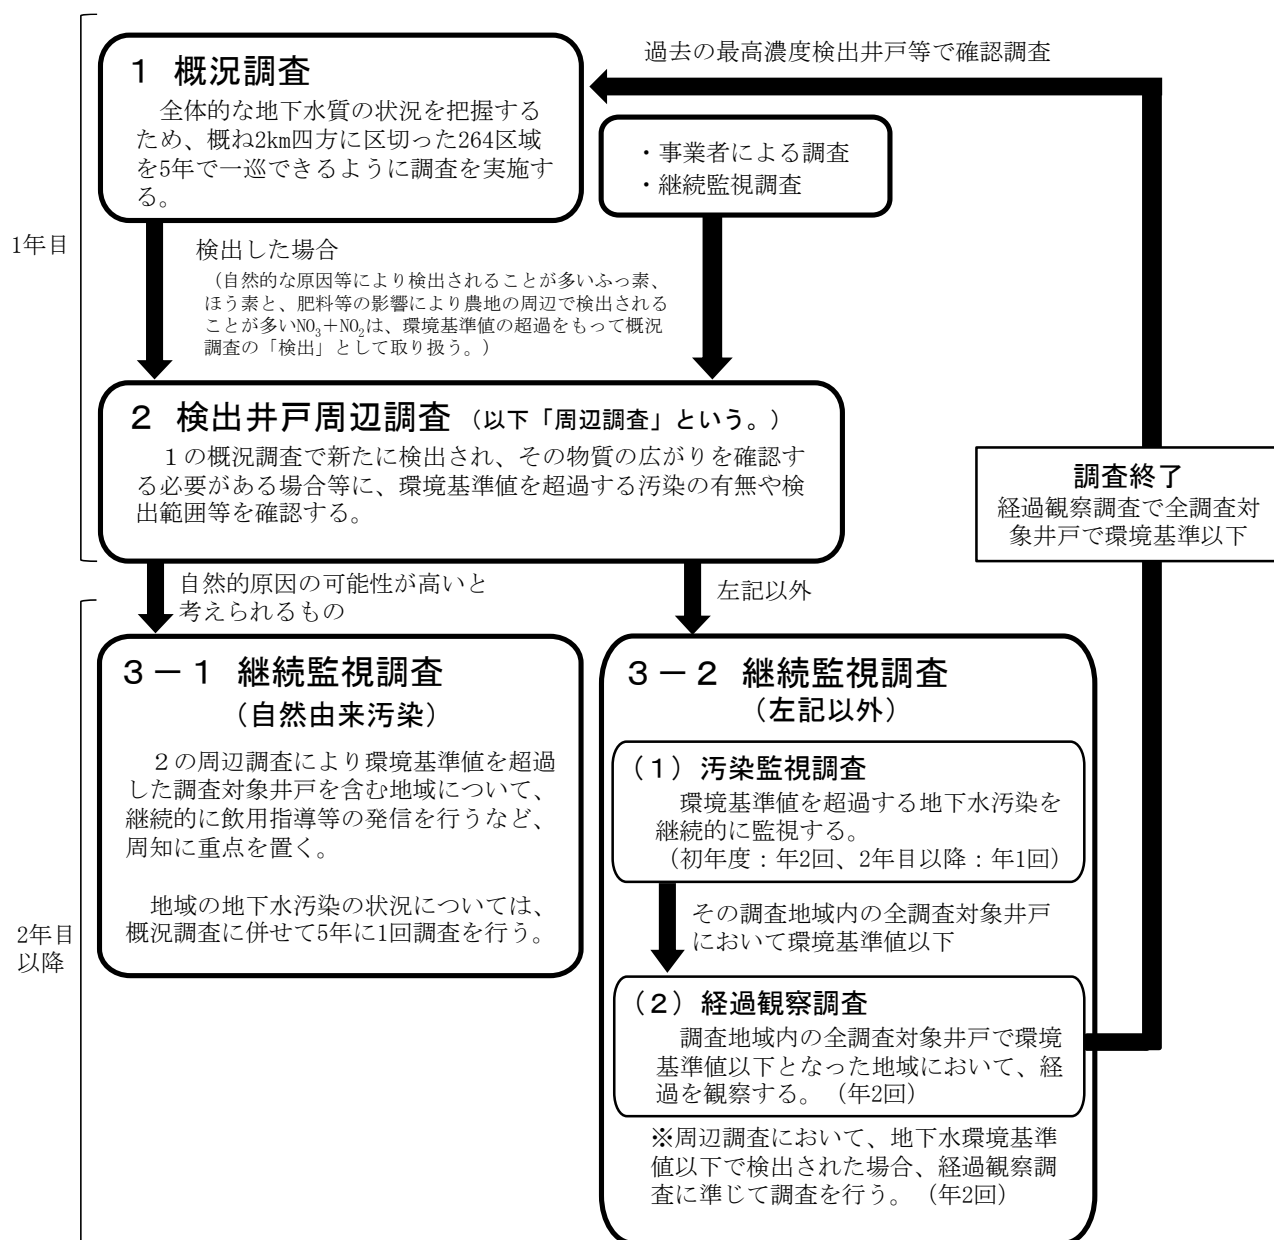 1年目
1 概況調査
全体的な地下水質の状況を把握する
ため、概ね2km四方に区切った264区域
を5年で一巡できるように調査を実施す
る。
過去の最高濃度検出井戸等で確認調査
・事業者による調査
・継続監視調査
検出した場合
（自然的な原因等により検出されることが多いふっ素、
ほう素と、肥料等の影響により農地の周辺で検出される
ことが多いNO₃＋NO₂は、環境基準値の超過をもって概況
調査の「検出」として取り扱う。）
2 検出井戸周辺調査 （以下「周辺調査」という。）
１の概況調査で新たに検出され、その物質の広がりを確認す
る必要がある場合等に、環境基準値を超過する汚染の有無や検
出範囲等を確認する。
調査終了
経過観察調査で全調査対
象井戸で環境基準以下
自然的原因の可能性が高いと
考えられるもの
左記以外
2年目
以降
３－１ 継続監視調査
（自然由来汚染）
２の周辺調査により環境基準値を超過
した調査対象井戸を含む地域について、
継続的に飲用指導等の発信を行うなど、
周知に重点を置く。
地域の地下水汚染の状況については、
概況調査に併せて5年に1回調査を行う。
３－２ 継続監視調査
（左記以外）
（１）汚染監視調査
環境基準値を超過する地下水汚染を
継続的に監視する。
（初年度：年2回、2年目以降：年1回）
その調査地域内の全調査対象井戸
において環境基準値以下
（２）経過観察調査
調査地域内の全調査対象井戸で環境
基準値以下となった地域において、経
過を観察する。（年2回）
※周辺調査において、地下水環境基準
値以下で検出された場合、経過観察調
査に準じて調査を行う。（年2回）